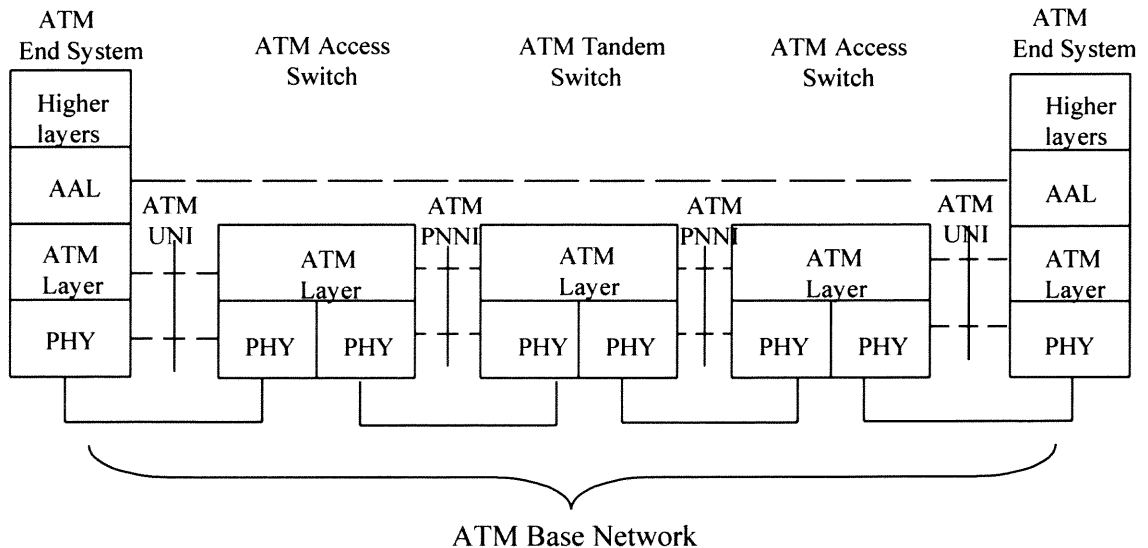 ATM
End System
ATM Access
Switch
ATM Tandem
Switch
ATM Access
Switch
ATM
End System
Higher
layers
Higher
layers
AAL
AAL
ATM
UNI
ATM
PNNI
ATM
PNNI
ATM
UNI
ATM
Layer
ATM
Layer
ATM
Layer
ATM
Layer
ATM
Layer
PHY
PHY
PHY
PHY
PHY
PHY
PHY
PHY
ATM Base Network